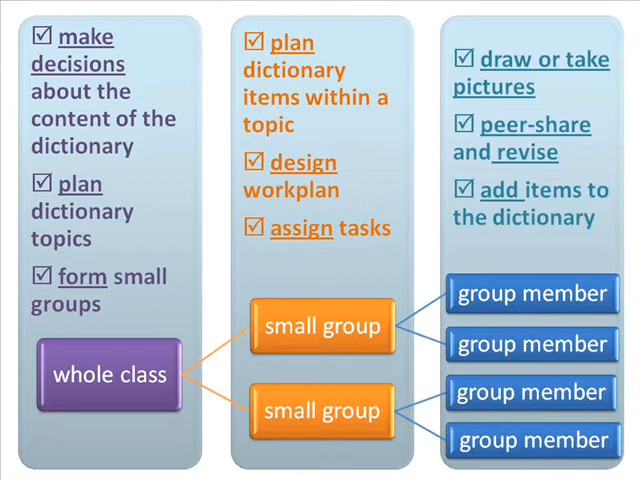 ☑ make
decisions
about the
content of the
dictionary
☑ plan
dictionary
topics
☑ form small
groups
whole class
☑ plan
dictionary
items within a
topic
☑ design
workplan
☑ assign tasks
small group
small group
☑ draw or take
pictures
☑ peer-share
and revise
☑ add items to
the dictionary
group member
group member
group member
group member